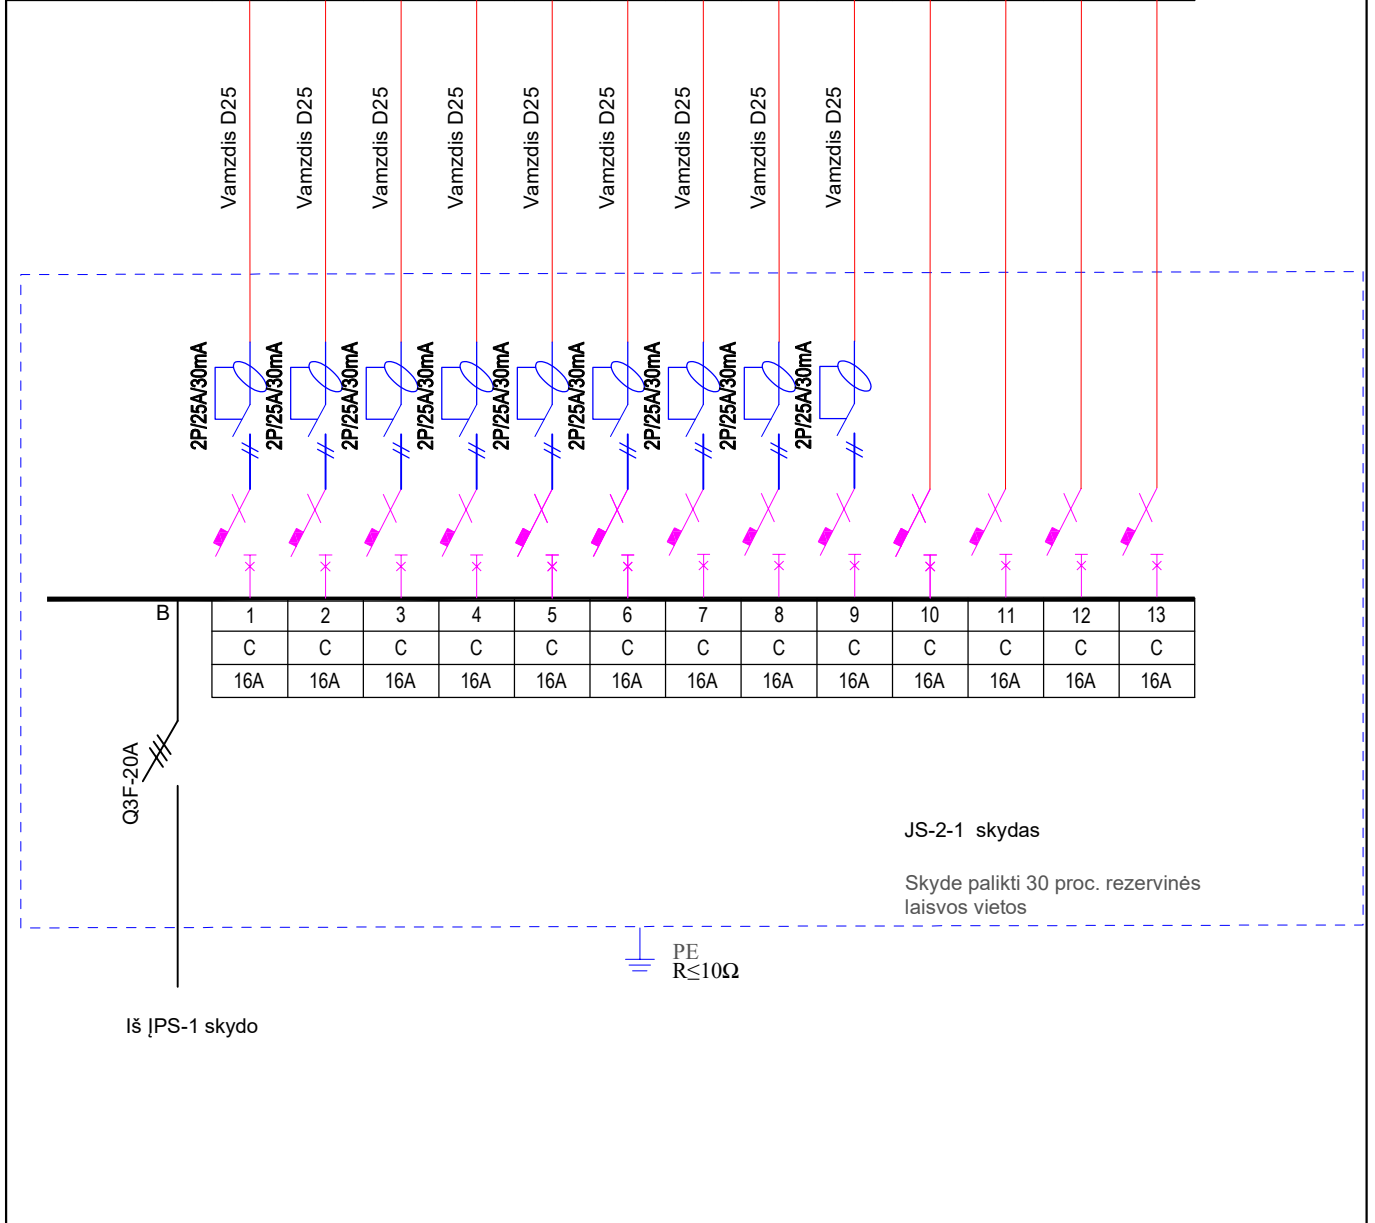 Vamzdis D25
Vamzdis D25
Vamzdis D25
Vamzdis D25
Vamzdis D25
Vamzdis D25
Vamzdis D25
Vamzdis D25
Vamzdis D25
2P/25A/30mA
2P/25A/30mA
2P/25A/30mA
2P/25A/30mA
2P/25A/30mA
2P/25A/30mA
2P/25A/30mA
2P/25A/30mA
2P/25A/30mA
B 1 2 3 4 5 6 7 8 9 10 11 12 13
C C C C C C C C C C C C C
16A 16A 16A 16A 16A 16A 16A 16A 16A 16A 16A 16A 16A
Q3F-20A
JS-2-1 skydas
Skyde palikti 30 proc. rezervinės
laisvos vietos
PE
R≤10Ω
Iš ĮPS-1 skydo